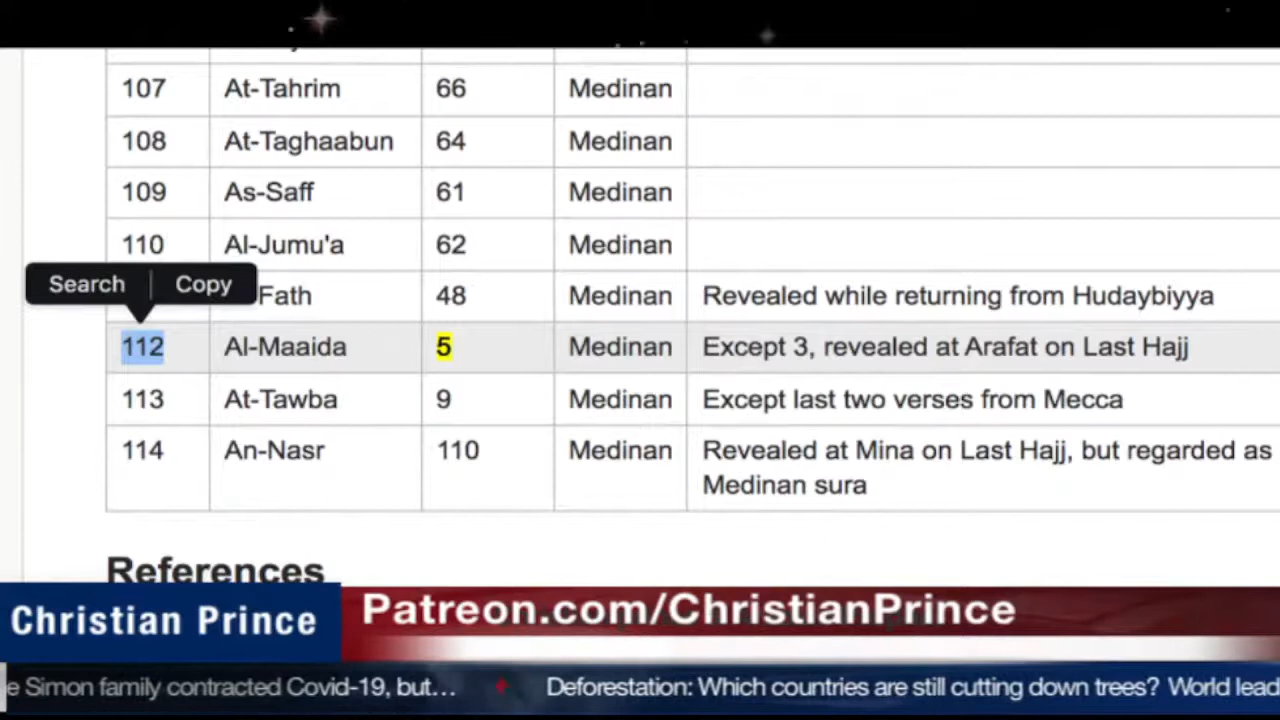 107 At-Tahrim 66 Medinan
108 At-Taghaabun 64 Medinan
109 As-Saff 61 Medinan
110 Al-Jumu'a 62 Medinan
Search Copy
-Fath 48 Medinan Revealed while returning from Hudaybiyya
112 Al-Maaida 5 Medinan Except 3, revealed at Arafat on Last Hajj
113 At-Tawba 9 Medinan Except last two verses from Mecca
114 An-Nasr 110 Medinan Revealed at Mina on Last Hajj, but regarded as
Medinan sura
References
Christian Prince
Patreon.com/ChristianPrince
e Simon family contracted Covid-19, but... Deforestation: Which countries are still cutting down trees? World lead